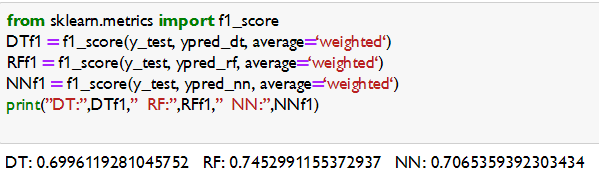 from sklearn.metrics import f1_score
DTf1 = f1_score(y_test, ypred_dt, average=‘weighted‘)
RFf1 = f1_score(y_test, ypred_rf, average=‘weighted‘)
NNf1 = f1_score(y_test, ypred_nn, average=‘weighted‘)
print(”DT:”,DTf1,” RF:”,RFf1,” NN:”,NNf1)
DT: 0.6996119281045752 RF: 0.7452991155372937 NN: 0.7065359392303434